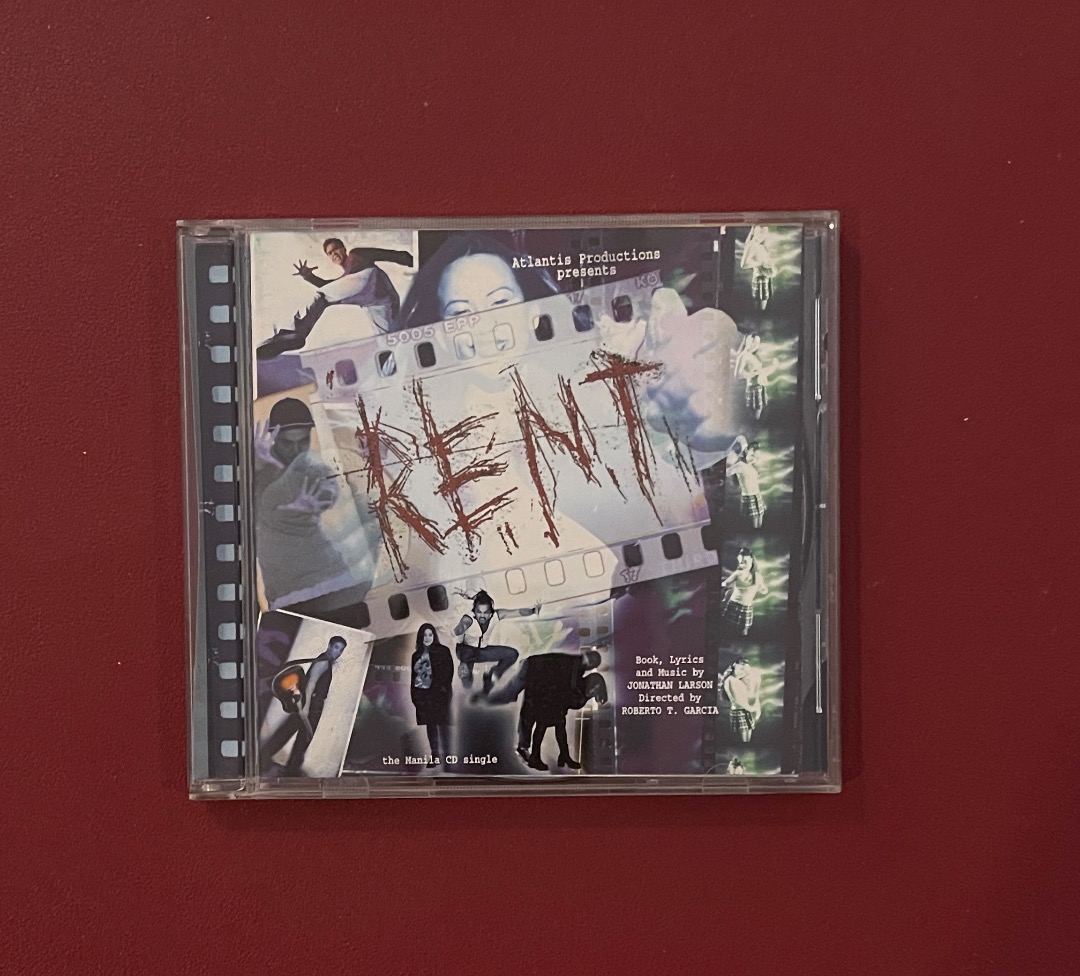 Atlantis Productions
presents
KO
5005 EPP
RENT
17
Book, Lyrics
and Music by
JONATHAN LARSON
Directed by
ROBERTO T. GARCIA
the Manila CD single